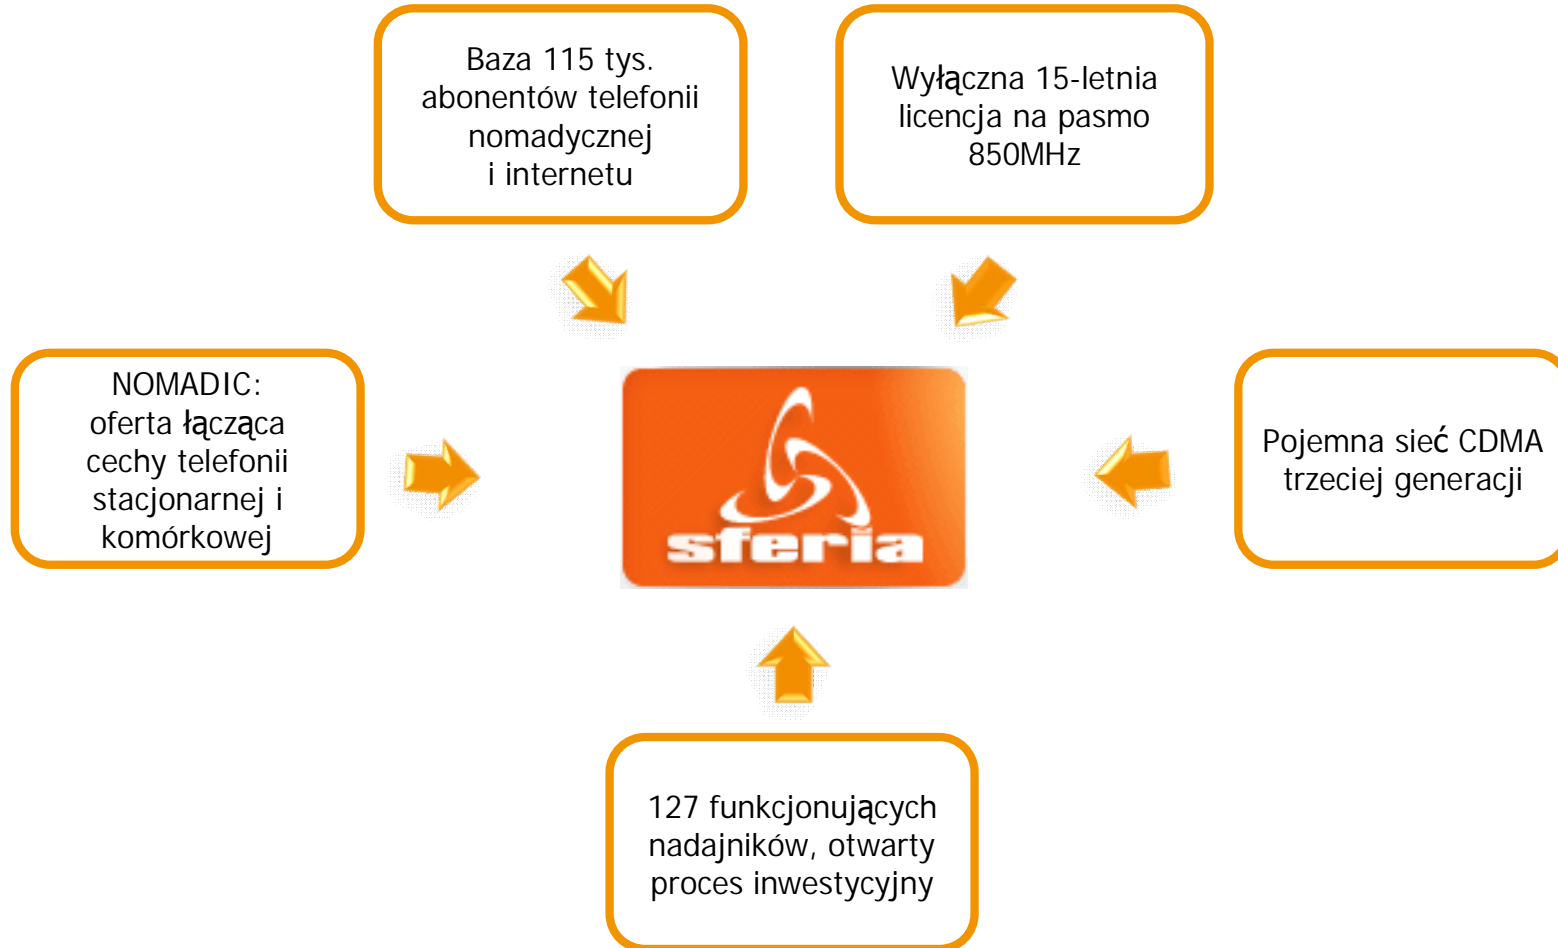 Baza 115 tys.
abonentów telefonii
nomadycznej
i internetu
Wyłączna 15-letnia
licencja na pasmo
850MHz
NOMADIC:
oferta łącząca
cechy telefonii
stacjonarnej i
komórkowej
sferia
Pojemna sieć CDMA
trzeciej generacji
127 funkcjonujących
nadajników, otwarty
proces inwestycyjny